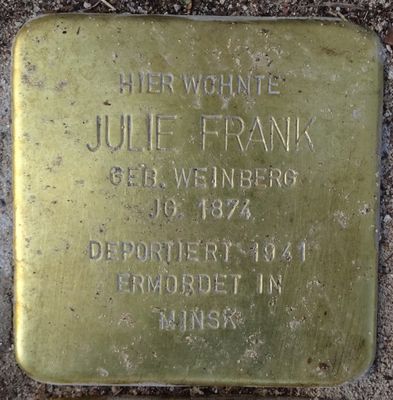 HIER WOHNTE
JULIE FRANK
GEB. WEINBERG
JG. 1874
DEPORTIERT 1941
ERMORDET IN
MINSK